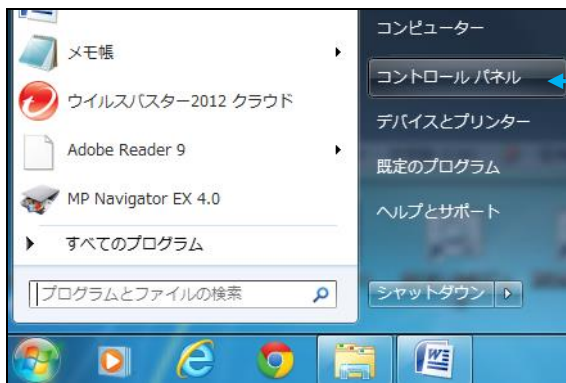 メモ帳
ウイルスバスター2012 クラウド
Adobe Reader 9
MP Navigator EX 4.0
すべてのプログラム
プログラムとファイルの検索
コンピューター
コントロール パネル
デバイスとプリンター
既定のプログラム
ヘルプとサポート
シャットダウン